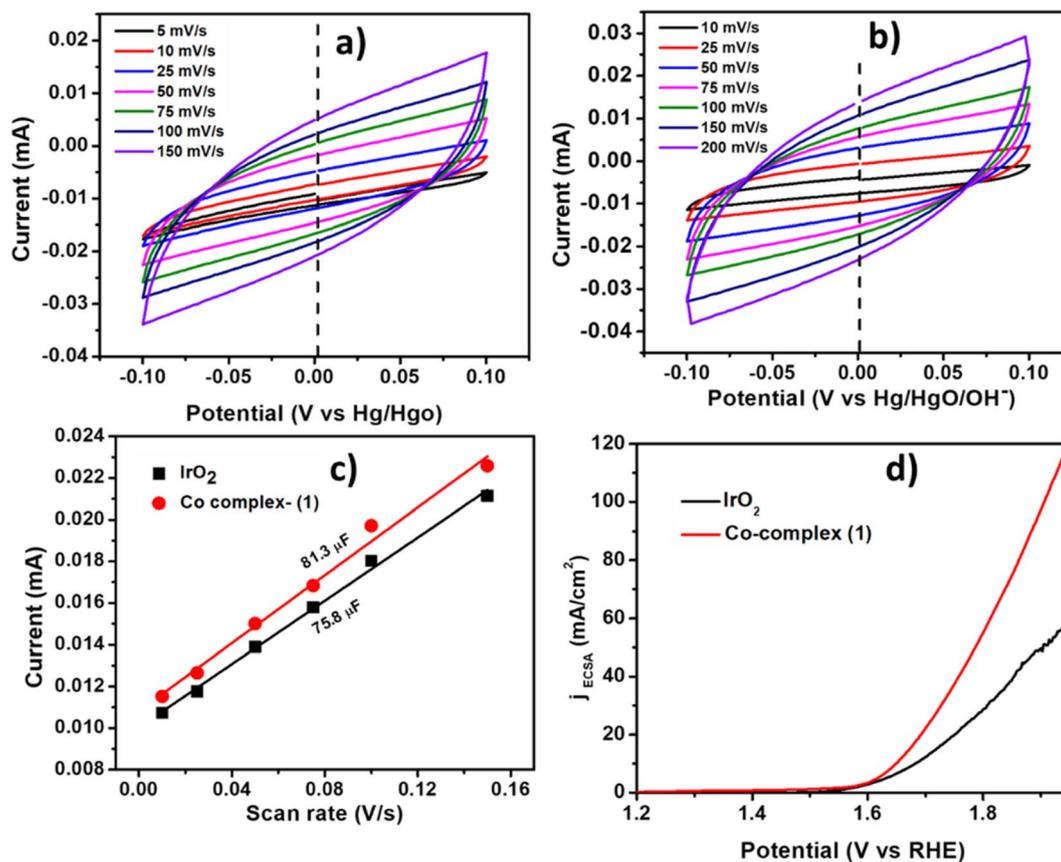 a)
5 mV/s
10 mV/s
25 mV/s
50 mV/s
75 mV/s
100 mV/s
150 mV/s
Current (mA)
0.02
0.01
0.00
-0.01
-0.02
-0.03
-0.04
-0.10 -0.05 0.00 0.05 0.10
Potential (V vs Hg/Hgo)
b)
10 mV/s
25 mV/s
50 mV/s
75 mV/s
100 mV/s
150 mV/s
200 mV/s
Current (mA)
0.03
0.02
0.01
0.00
-0.01
-0.02
-0.03
-0.04
-0.10 -0.05 0.00 0.05 0.10
Potential (V vs Hg/HgO/OH⁻)
c)
IrO₂
Co complex- (1)
81.3 µF
75.8 µF
Current (mA)
0.024
0.022
0.020
0.018
0.016
0.014
0.012
0.010
0.008
0.00 0.04 0.08 0.12 0.16
Scan rate (V/s)
d)
IrO₂
Co-complex (1)
j ECSA (mA/cm²)
120
100
80
60
40
20
0
1.2 1.4 1.6 1.8
Potential (V vs RHE)